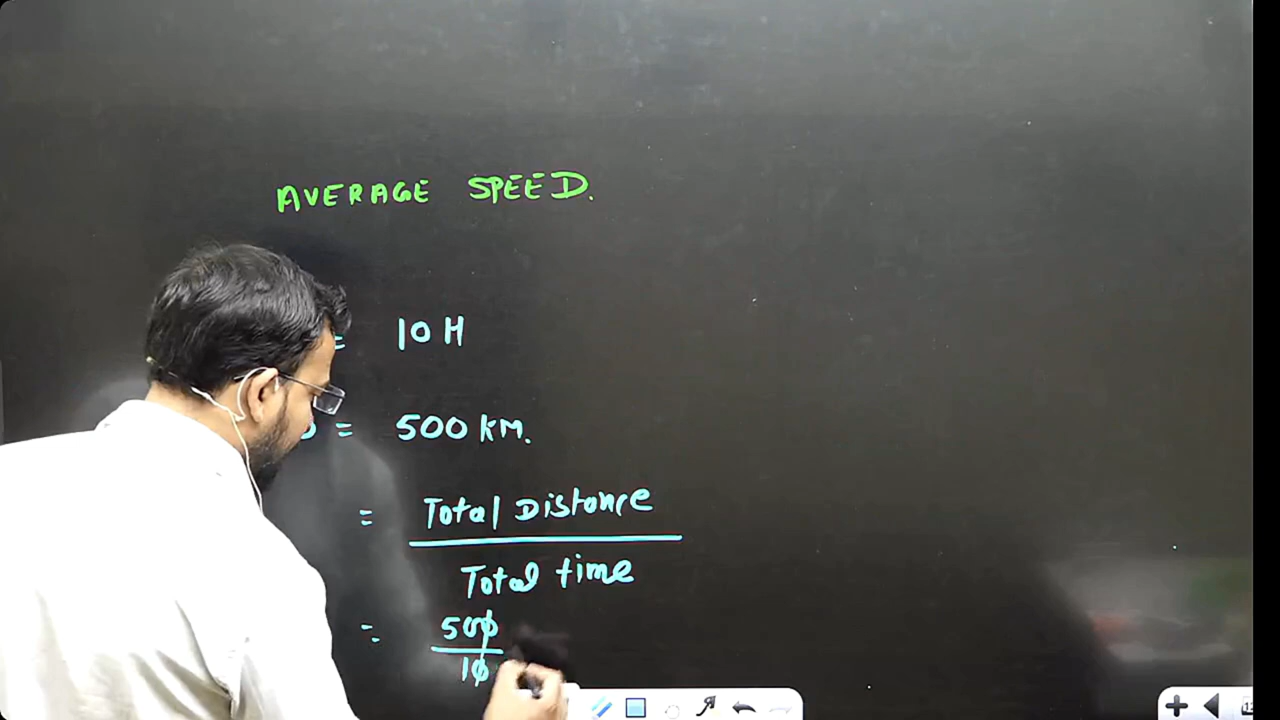 AVERAGE SPEED.
= 10 H
= 500 KM.
= Total Distance
Total time
= 500
10